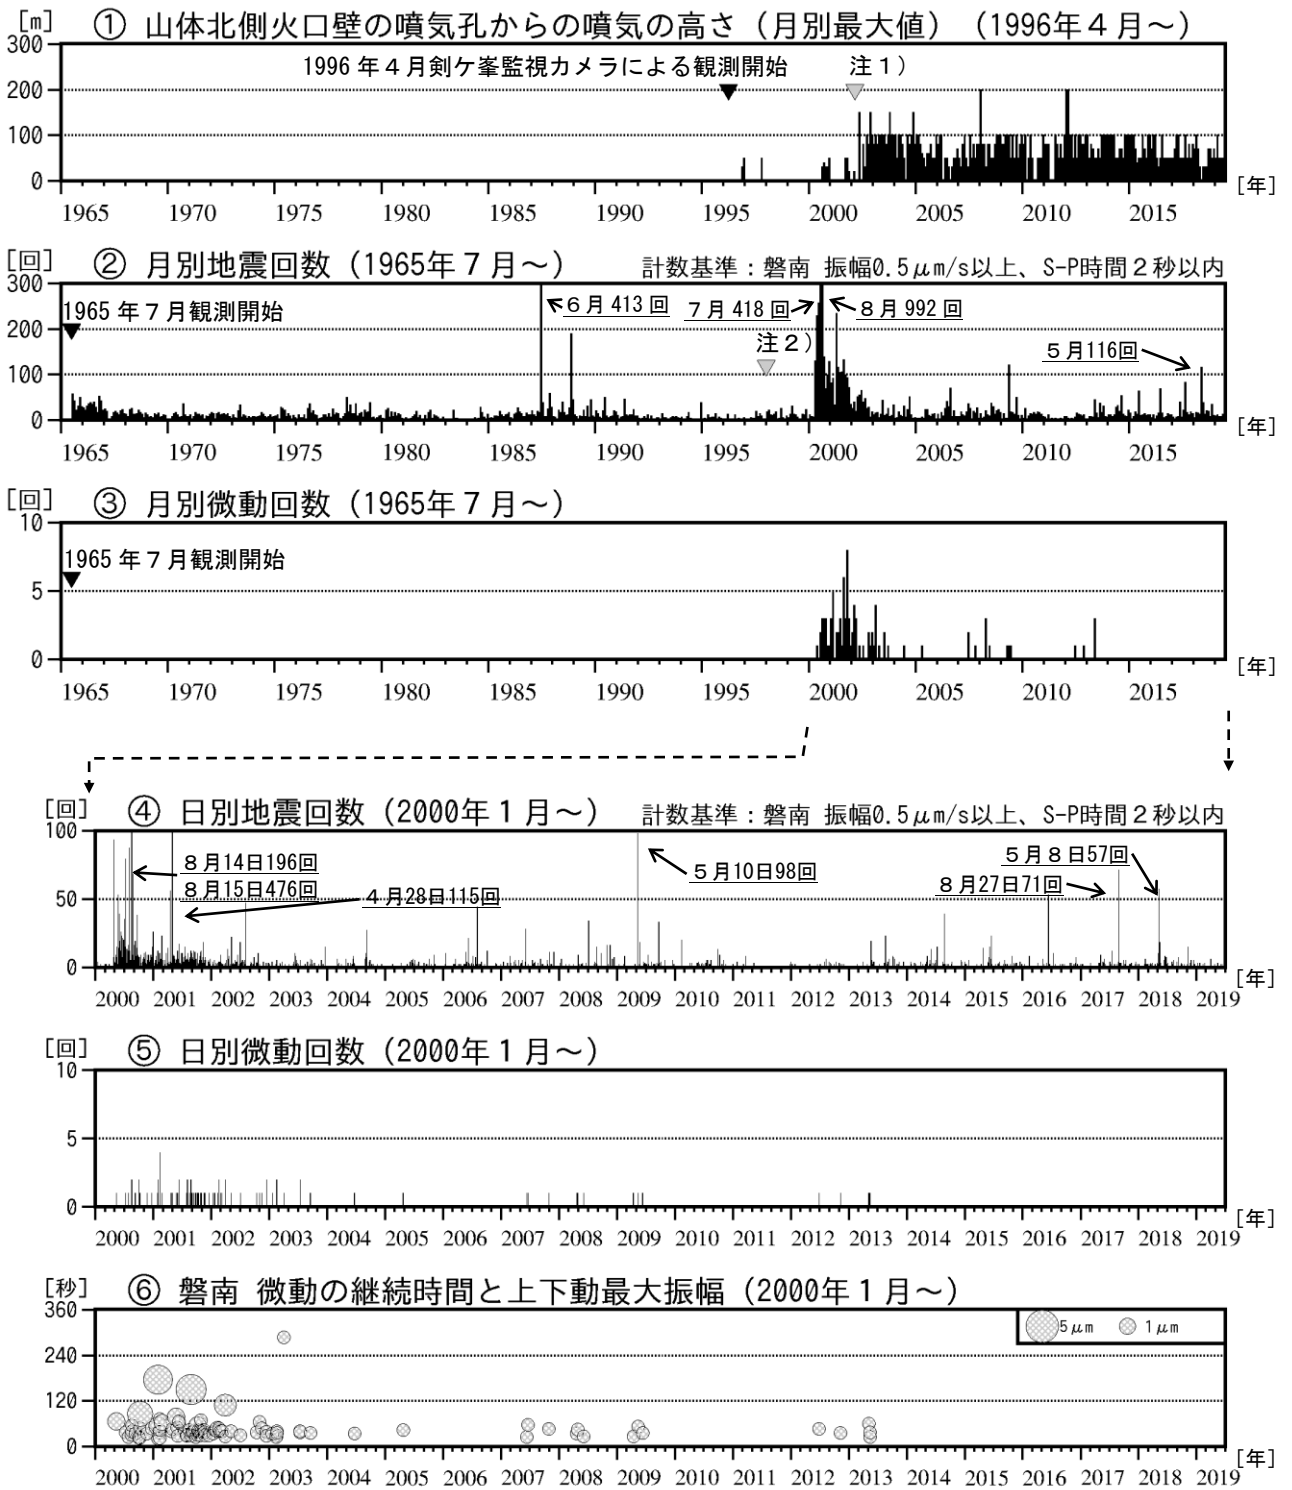 [m] ① 山体北側火口壁の噴気孔からの噴気の高さ（月別最大値）（1996年４月～）
300
1996 年４月剣ケ峯監視カメラによる観測開始 注１）
200
100
0
[年]
1965 1970 1975 1980 1985 1990 1995 2000 2005 2010 2015
[回] ② 月別地震回数（1965年７月～） 計数基準：磐南 振幅0.5μm/s以上、S-P時間２秒以内
300
1965 年７月観測開始 ６月 413 回 ７月 418 回 ８月 992 回
200
注２） ５月116回
100
0
[年]
1965 1970 1975 1980 1985 1990 1995 2000 2005 2010 2015
[回] ③ 月別微動回数（1965年７月～）
10
1965 年７月観測開始
5
0
[年]
1965 1970 1975 1980 1985 1990 1995 2000 2005 2010 2015
[回] ④ 日別地震回数（2000年１月～） 計数基準：磐南 振幅0.5μm/s以上、S-P時間２秒以内
100
８月14日196回 ５月８日57回
５月10日98回
８月15日476回 ４月28日115回 ８月27日71回
50
0
[年]
2000 2001 2002 2003 2004 2005 2006 2007 2008 2009 2010 2011 2012 2013 2014 2015 2016 2017 2018 2019
[回] ⑤ 日別微動回数（2000年１月～）
10
5
0
[年]
2000 2001 2002 2003 2004 2005 2006 2007 2008 2009 2010 2011 2012 2013 2014 2015 2016 2017 2018 2019
[秒] ⑥ 磐南 微動の継続時間と上下動最大振幅（2000年１月～）
360
5μm 1μm
240
120
0
[年]
2000 2001 2002 2003 2004 2005 2006 2007 2008 2009 2010 2011 2012 2013 2014 2015 2016 2017 2018 2019